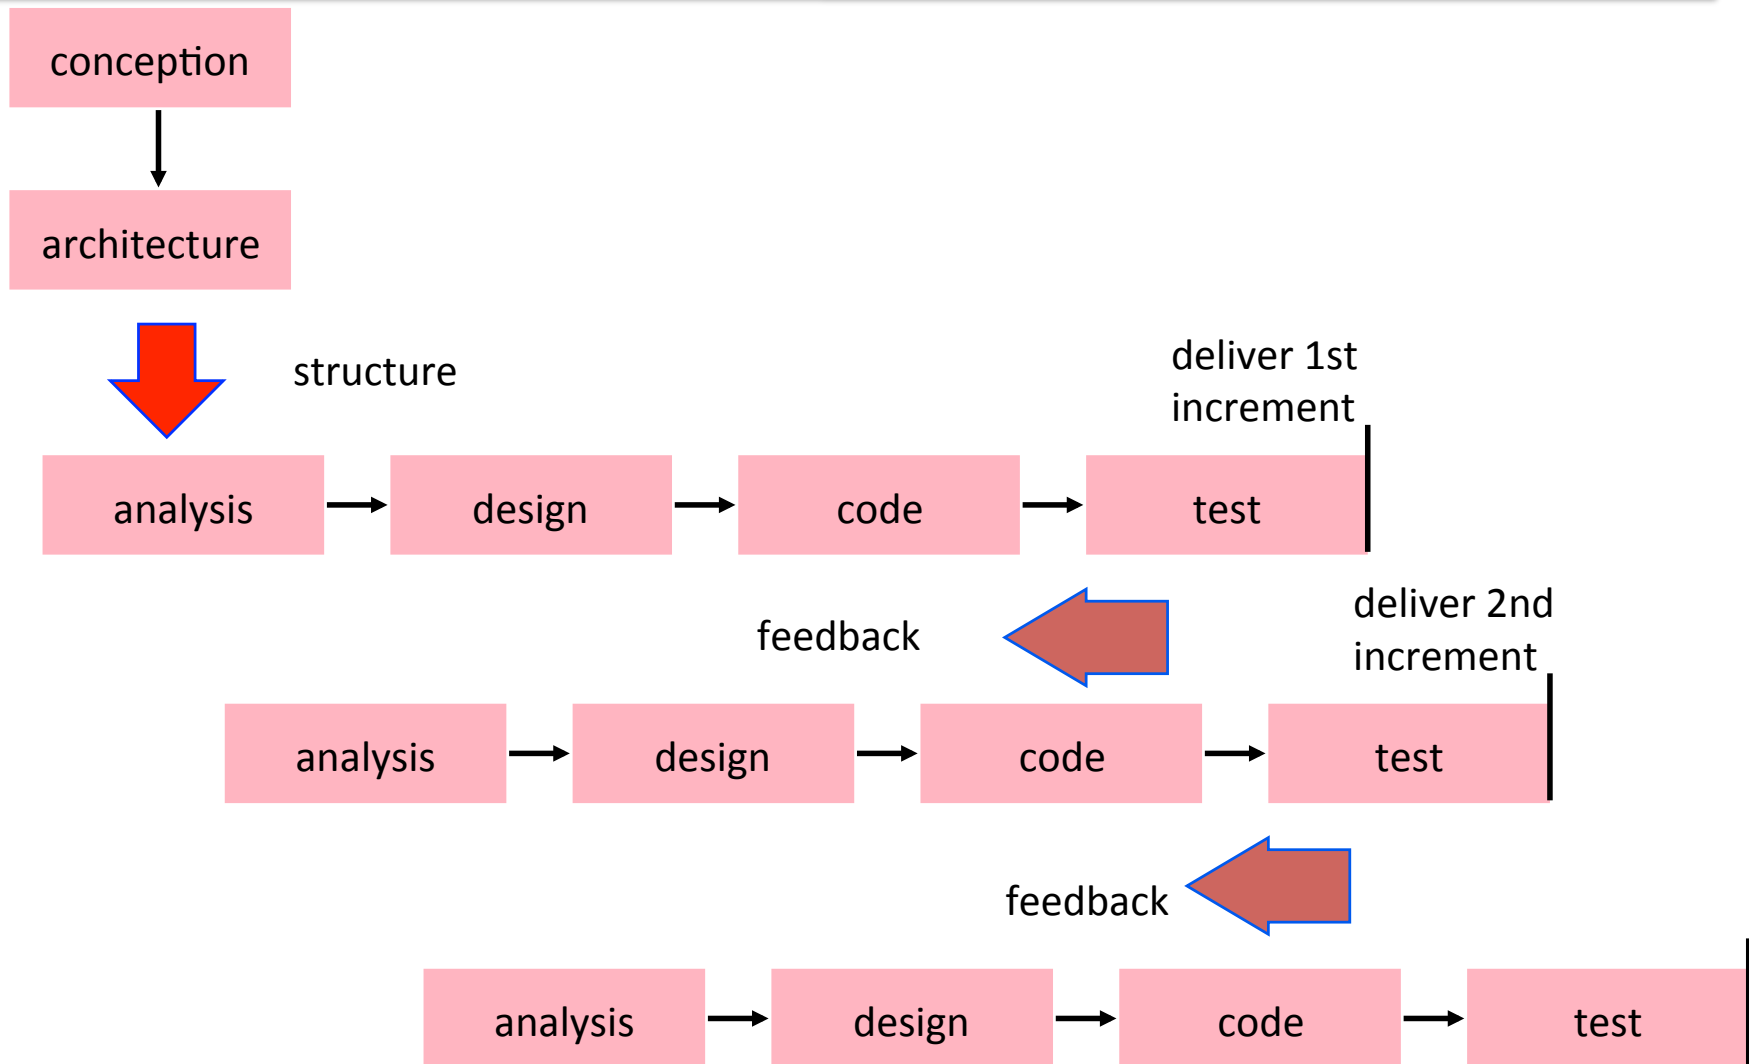 conception
architecture
structure
deliver 1st
increment
analysis
design
code
test
feedback
deliver 2nd
increment
analysis
design
code
test
feedback
analysis
design
code
test